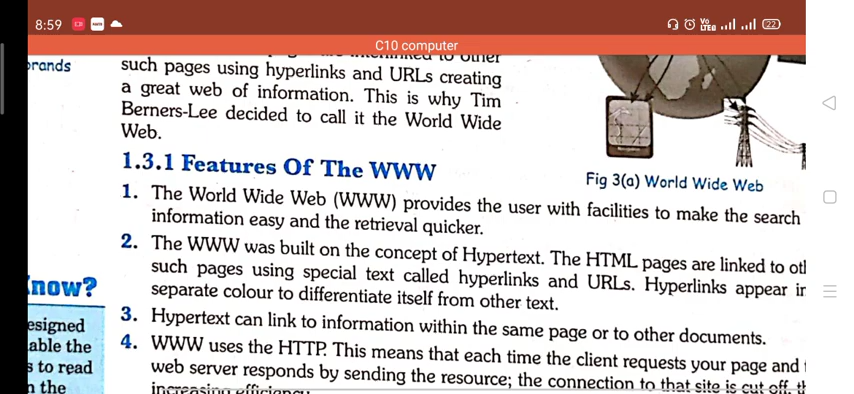 8:59
Vo
LTEG
22
C10 computer
to other
such pages using hyperlinks and URLs creating
a great web of information. This is why Tim
Berners-Lee decided to call it the World Wide
Web.
1.3.1 Features Of The WWW
Fig 3(a) World Wide Web
1. The World Wide Web (WWW) provides the user with facilities to make the search
information easy and the retrieval quicker.
2. The WWW was built on the concept of Hypertext. The HTML pages are linked to
such pages using special text called hyperlinks and URLs. Hyperlinks appear
separate colour to differentiate itself from other text.
3. Hypertext can link to information within the same page or to other documents.
4. WWW uses the HTTP. This means that each time the client requests your page and
web server responds by sending the resource; the connection to that site is cut off,
increasing efficiency
rands
now?
esigned
able the
s to read
n the